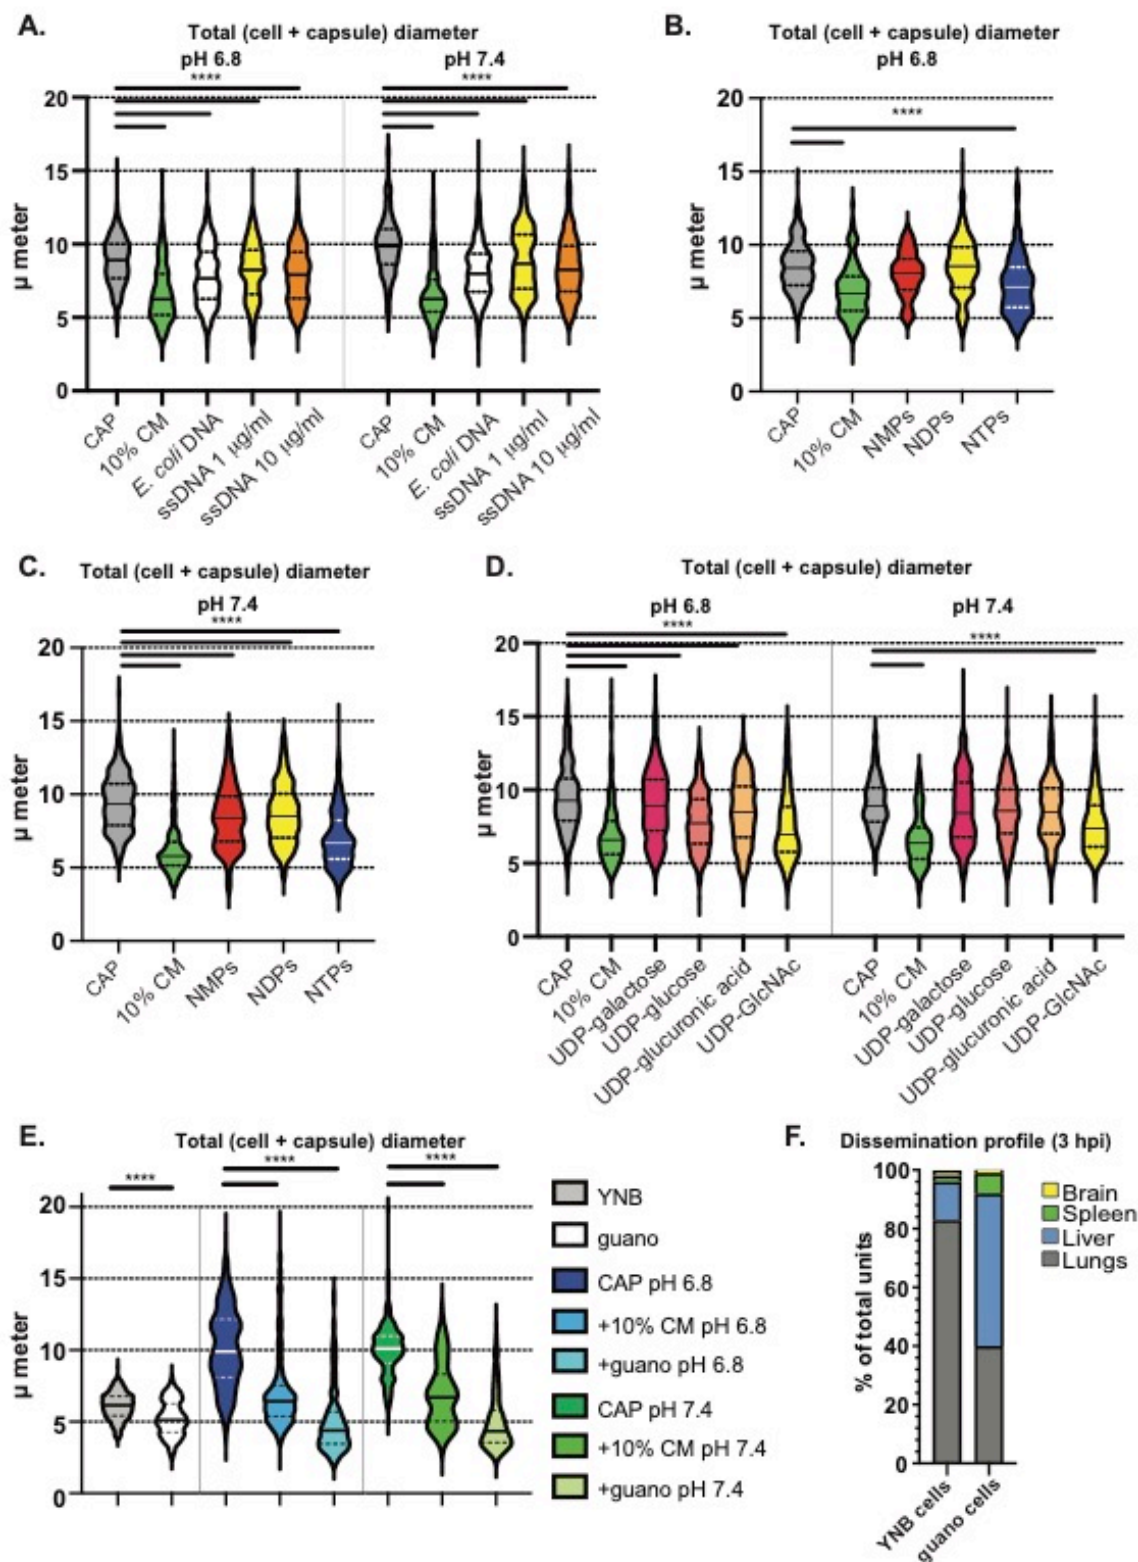 A.
Total (cell + capsule) diameter
pH 6.8
pH 7.4
****
****
μ meter
20
15
10
5
0
CAP
10% CM
E. coli DNA
ssDNA 1 μg/ml
ssDNA 10 μg/ml
CAP
10% CM
E. coli DNA
ssDNA 1 μg/ml
ssDNA 10 μg/ml
B.
Total (cell + capsule) diameter
pH 6.8
****
μ meter
20
15
10
5
0
CAP
10% CM
NMPs
NDPs
NTPs
C.
Total (cell + capsule) diameter
pH 7.4
****
μ meter
20
15
10
5
0
CAP
10% CM
NMPs
NDPs
NTPs
D.
Total (cell + capsule) diameter
pH 6.8
pH 7.4
****
****
μ meter
20
15
10
5
0
CAP
10% CM
UDP-galactose
UDP-glucose
UDP-glucuronic acid
UDP-GlcNAc
CAP
10% CM
UDP-galactose
UDP-glucose
UDP-glucuronic acid
UDP-GlcNAc
E.
Total (cell + capsule) diameter
****
****
****
μ meter
20
15
10
5
0
YNB
guano
CAP pH 6.8
+10% CM pH 6.8
+guano pH 6.8
CAP pH 7.4
+10% CM pH 7.4
+guano pH 7.4
F.
Dissemination profile (3 hpi)
% of total units
100
80
60
40
20
0
YNB cells
guano cells
Brain
Spleen
Liver
Lungs